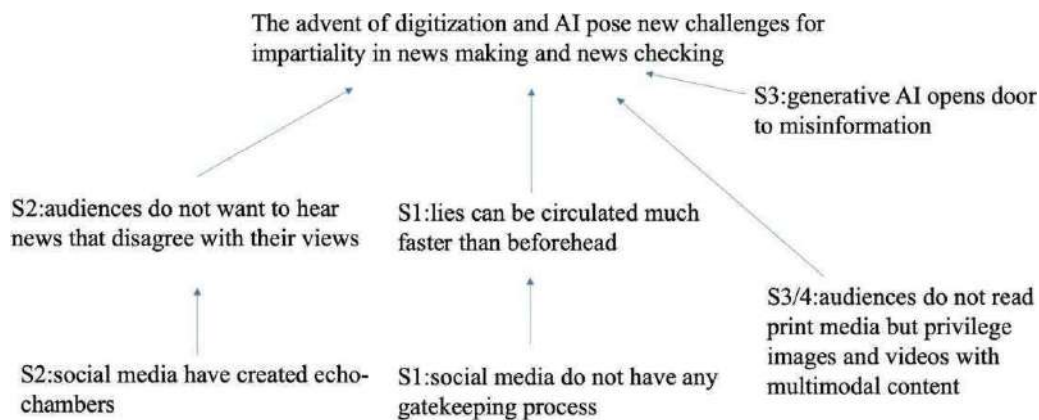 The advent of digitization and AI pose new challenges for
impartiality in news making and news checking
S3:generative AI opens door
to misinformation
S2:audiences do not want to hear
news that disagree with their views
S1:lies can be circulated much
faster than beforehead
S3/4:audiences do not read
print media but privilege
images and videos with
multimodal content
S2:social media have created echo-
chambers
S1:social media do not have any
gatekeeping process